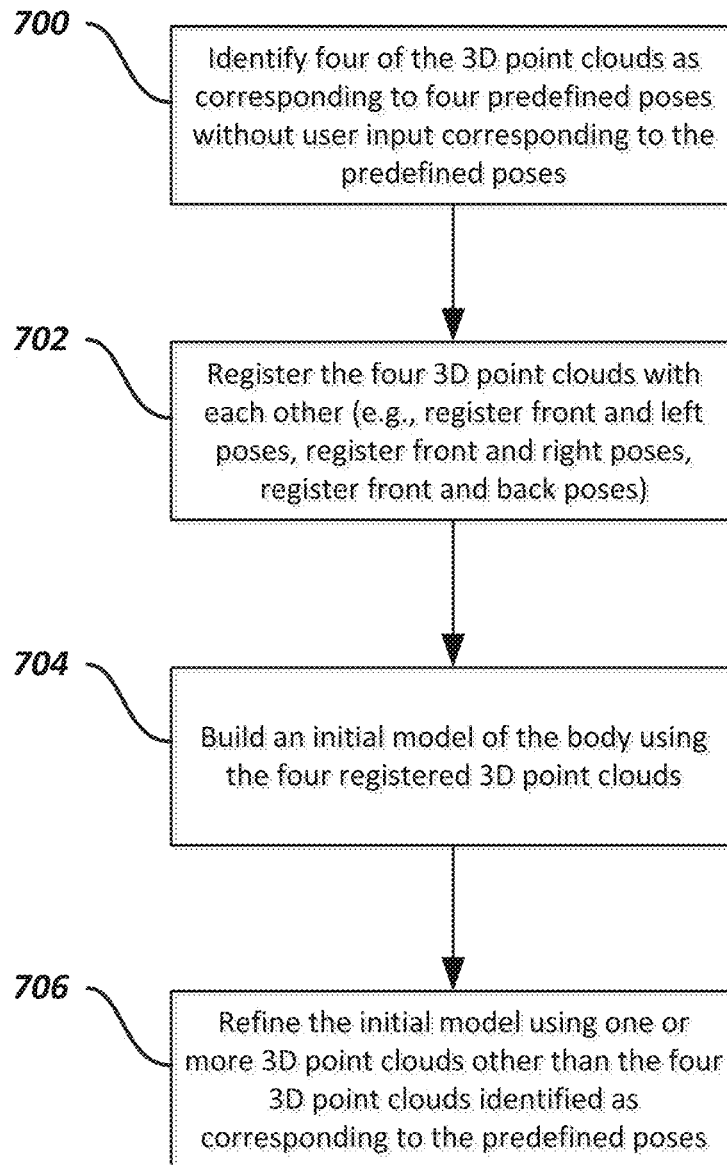 700
Identify four of the 3D point clouds as
corresponding to four predefined poses
without user input corresponding to the
predefined poses
702
Register the four 3D point clouds with
each other (e.g., register front and left
poses, register front and right poses,
register front and back poses)
704
Build an initial model of the body using
the four registered 3D point clouds
706
Refine the initial model using one or
more 3D point clouds other than the four
3D point clouds identified as
corresponding to the predefined poses